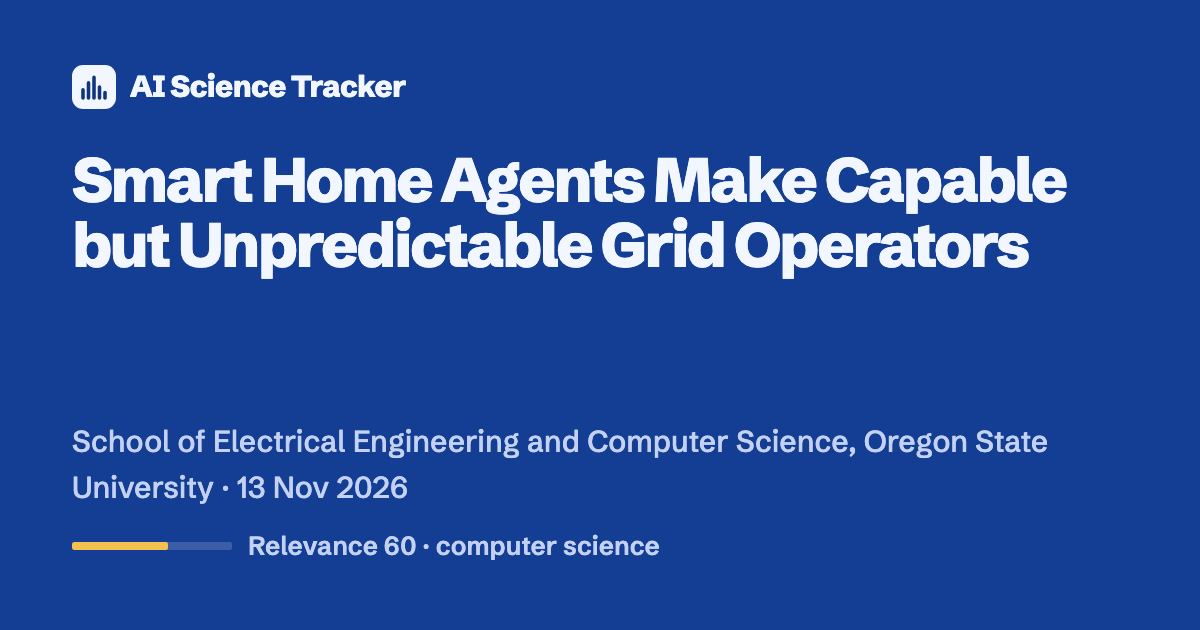 AI Science Tracker
Smart Home Agents Make Capable
but Unpredictable Grid Operators
School of Electrical Engineering and Computer Science, Oregon State
University · 13 Nov 2026
Relevance 60 · computer science